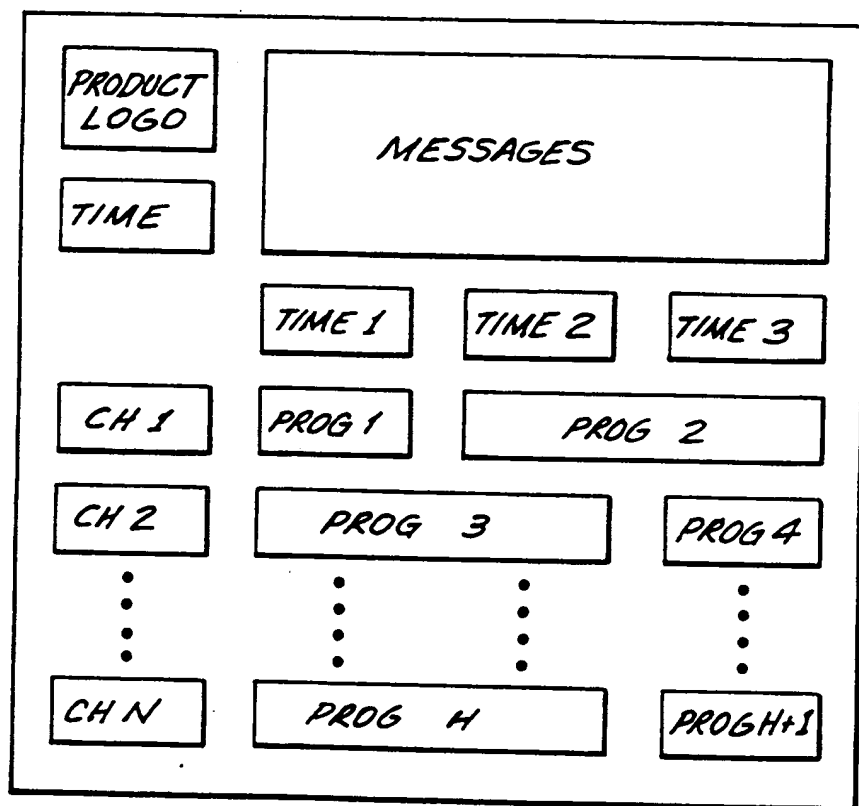 PRODUCT
LOGO
MESSAGES
TIME
TIME 1
TIME 2
TIME 3
CH 1
PROG 1
PROG 2
CH 2
PROG 3
PROG 4
CH N
PROG H
PROG H+1